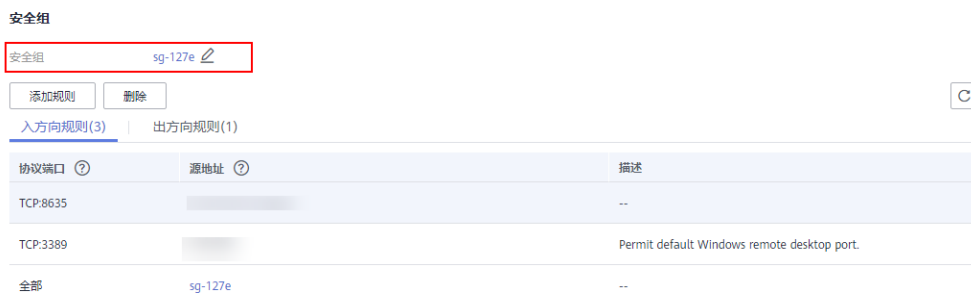 安全组
安全组 sg-127e
添加规则 删除
入方向规则(3) 出方向规则(1)
协议端口 源地址 描述
TCP:8635 --
TCP:3389 Permit default Windows remote desktop port.
全部 sg-127e --